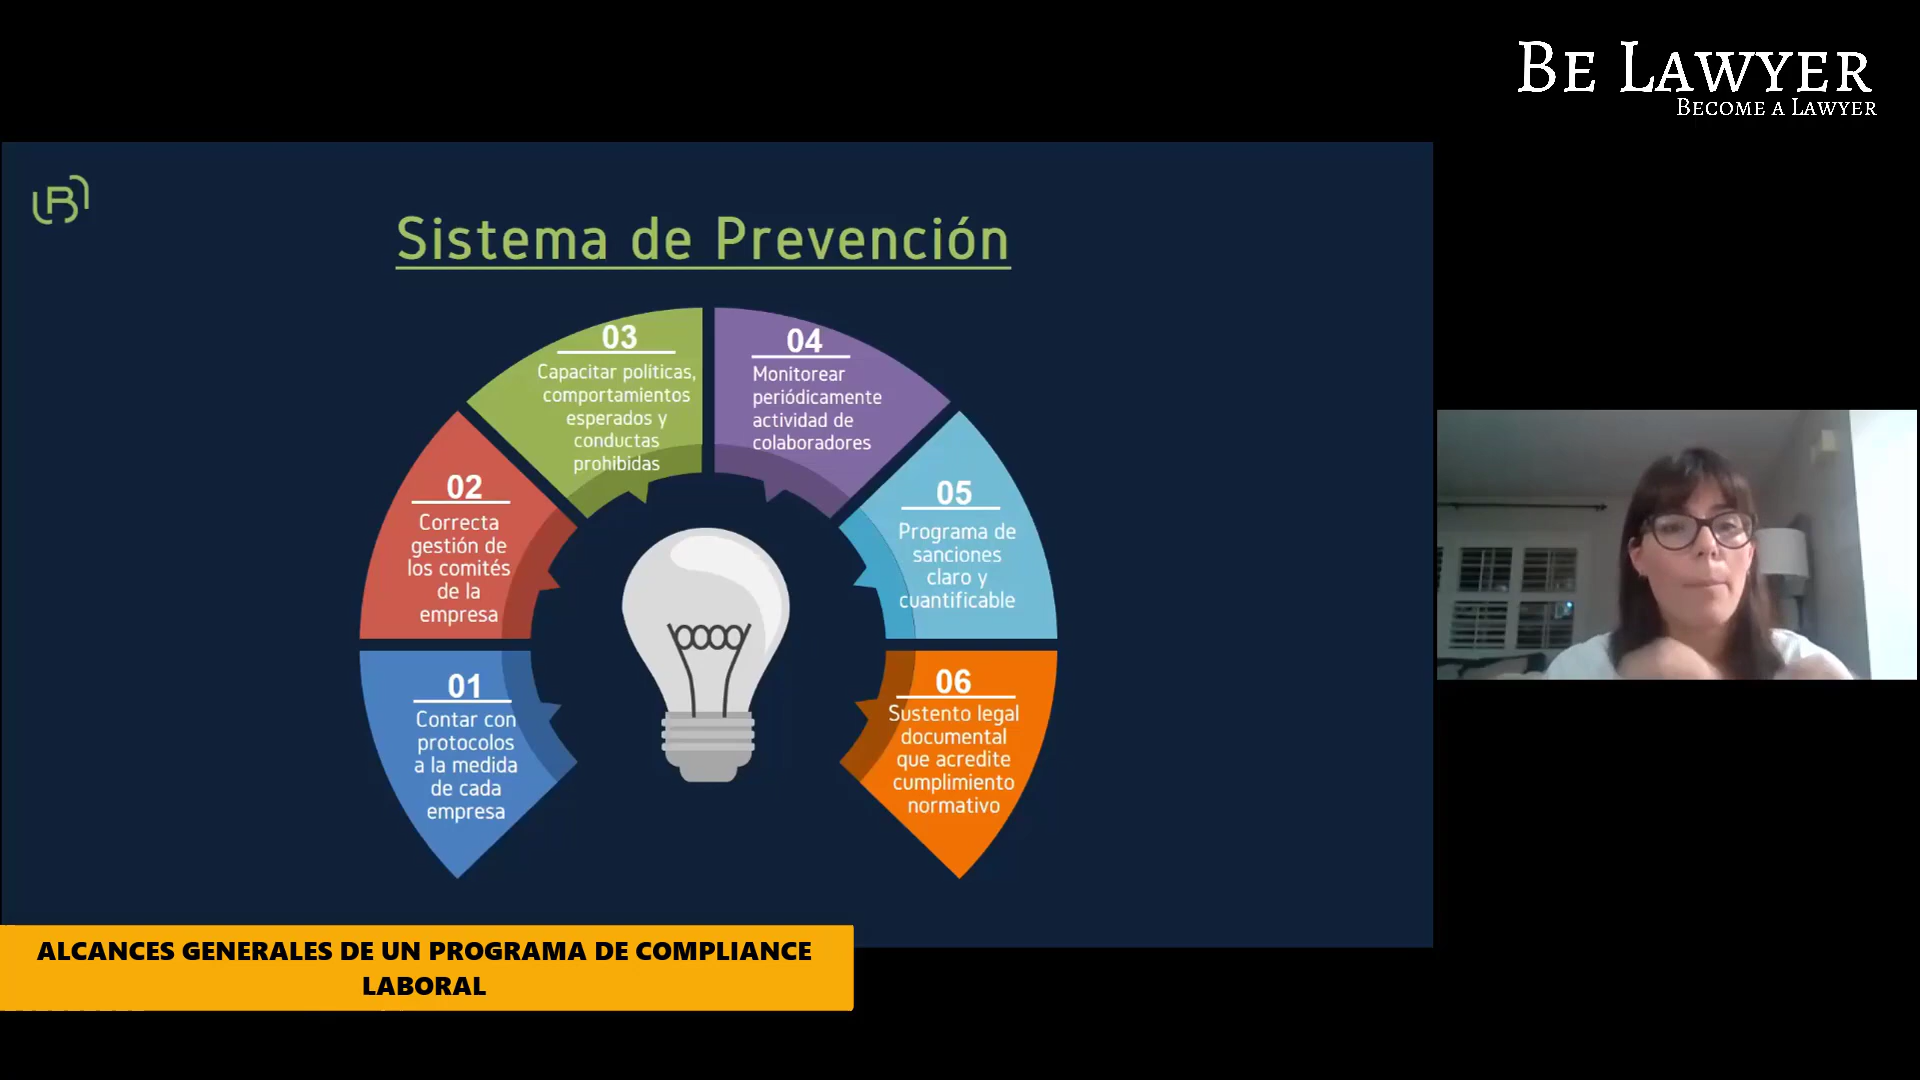 BE LAWYER
BECOME A LAWYER
Sistema de Prevención
01
Contar con
protocolos
a la medida
de cada
empresa
02
Correcta
gestión de
los comités
de la
empresa
03
Capacitar políticas,
comportamientos
esperados y
conductas
prohibidas
04
Monitorear
periódicamente
actividad de
colaboradores
05
Programa de
sanciones
claro y
cuantificable
06
Sustento legal
documental
que acredite
cumplimiento
normativo
ALCANCES GENERALES DE UN PROGRAMA DE COMPLIANCE
LABORAL